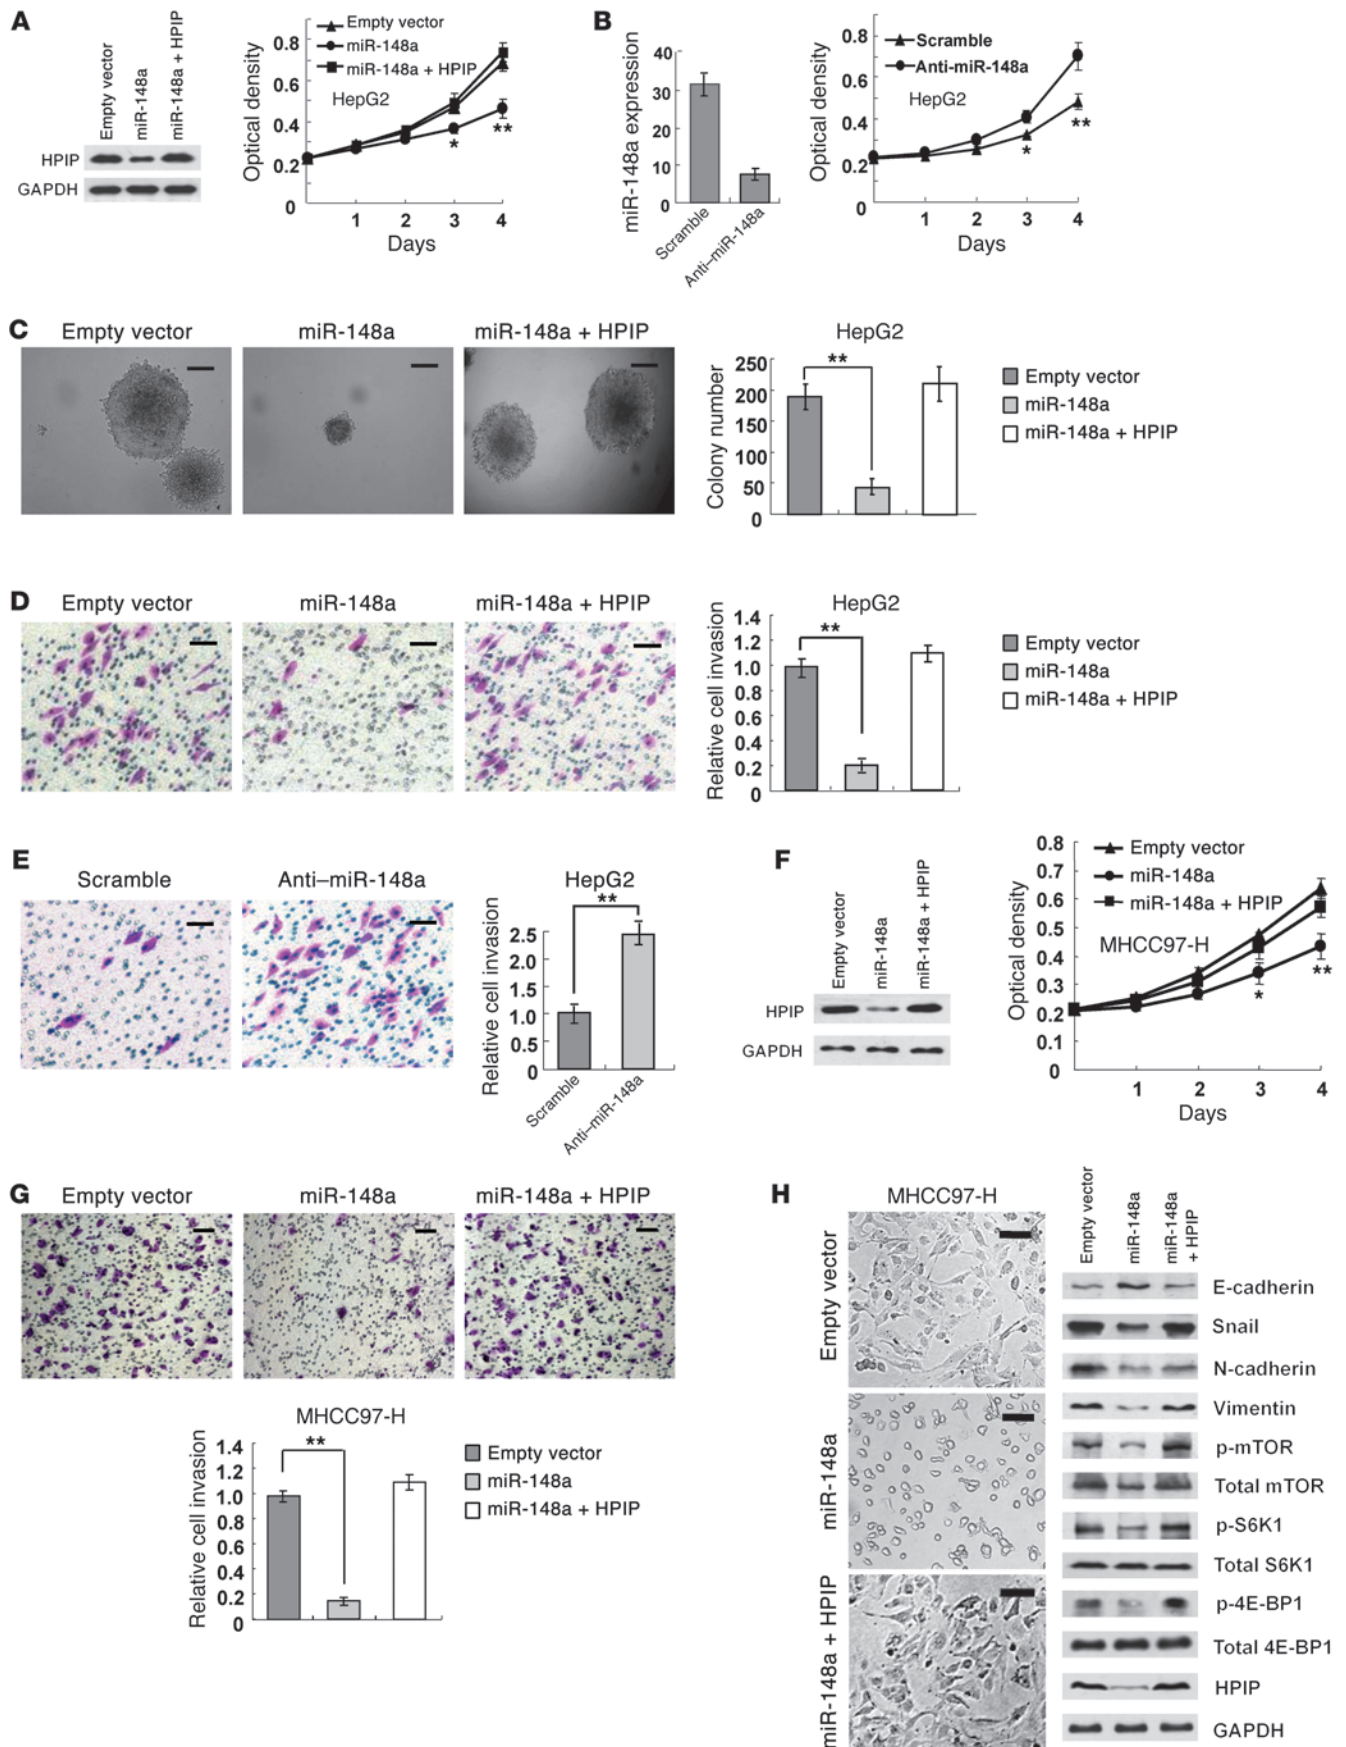 A
Empty vector
miR-148a
miR-148a + HPIP
HPIP
GAPDH
Optical density
0.8
0.6
0.4
0.2
0
Empty vector
miR-148a
miR-148a + HPIP
HepG2
*
**
1 2 3 4
Days
B
miR-148a expression
40
30
20
10
0
Scramble
Anti–miR-148a
Optical density
0.8
0.6
0.4
0.2
0
Scramble
Anti-miR-148a
HepG2
*
**
1 2 3 4
Days
C
Empty vector
miR-148a
miR-148a + HPIP
HepG2
Colony number
250
200
150
100
50
0
**
Empty vector
miR-148a
miR-148a + HPIP
D
Empty vector
miR-148a
miR-148a + HPIP
HepG2
Relative cell invasion
1.4
1.2
1.0
0.8
0.6
0.4
0.2
0
**
Empty vector
miR-148a
miR-148a + HPIP
E
Scramble
Anti–miR-148a
HepG2
Relative cell invasion
**
2.5
2.0
1.5
1.0
0.5
0
Scramble
Anti–miR-148a
F
Empty vector
miR-148a
miR-148a + HPIP
HPIP
GAPDH
Optical density
0.8
0.7
0.6
0.5
0.4
0.3
0.2
0.1
0
Empty vector
miR-148a
miR-148a + HPIP
MHCC97-H
*
**
1 2 3 4
Days
G
Empty vector
miR-148a
miR-148a + HPIP
MHCC97-H
Relative cell invasion
1.4
1.2
1.0
0.8
0.6
0.4
0.2
0
**
Empty vector
miR-148a
miR-148a + HPIP
H
MHCC97-H
Empty vector
miR-148a
miR-148a + HPIP
Empty vector
miR-148a
miR-148a
+ HPIP
E-cadherin
Snail
N-cadherin
Vimentin
p-mTOR
Total mTOR
p-S6K1
Total S6K1
p-4E-BP1
Total 4E-BP1
HPIP
GAPDH